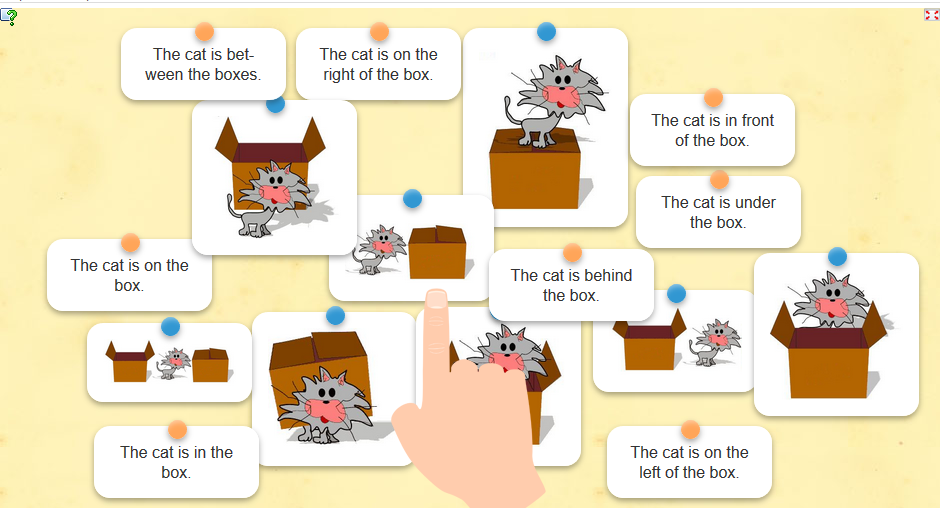 The cat is bet-
ween the boxes.
The cat is on the
right of the box.
The cat is in front
of the box.
The cat is under
the box.
The cat is on the
box.
The cat is behind
the box.
The cat is in the
box.
The cat is on the
left of the box.